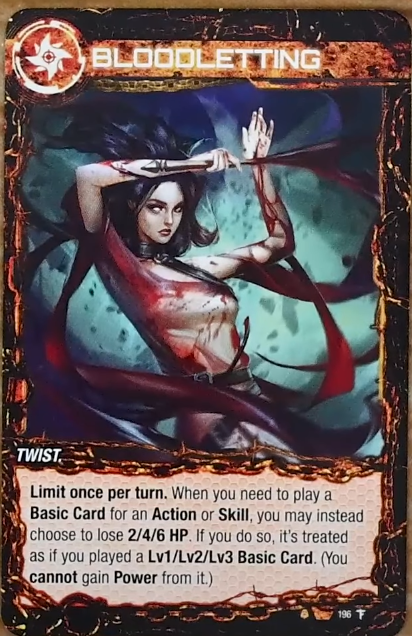 BLOODLETTING
TWIST
Limit once per turn. When you need to play a
Basic Card for an Action or Skill, you may instead
choose to lose 2/4/6 HP. If you do so, it's treated
as if you played a Lv1/Lv2/Lv3 Basic Card. (You
cannot gain Power from it.)
196